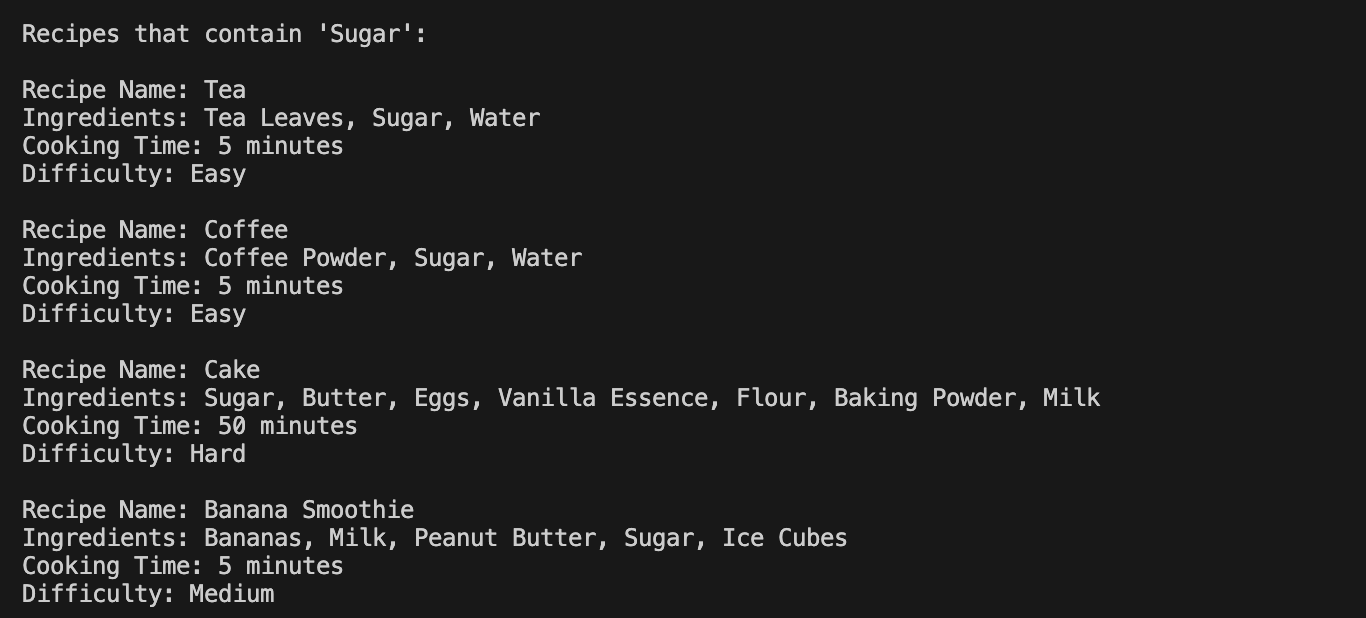 Recipes that contain 'Sugar':
Recipe Name: Tea
Ingredients: Tea Leaves, Sugar, Water
Cooking Time: 5 minutes
Difficulty: Easy
Recipe Name: Coffee
Ingredients: Coffee Powder, Sugar, Water
Cooking Time: 5 minutes
Difficulty: Easy
Recipe Name: Cake
Ingredients: Sugar, Butter, Eggs, Vanilla Essence, Flour, Baking Powder, Milk
Cooking Time: 50 minutes
Difficulty: Hard
Recipe Name: Banana Smoothie
Ingredients: Bananas, Milk, Peanut Butter, Sugar, Ice Cubes
Cooking Time: 5 minutes
Difficulty: Medium